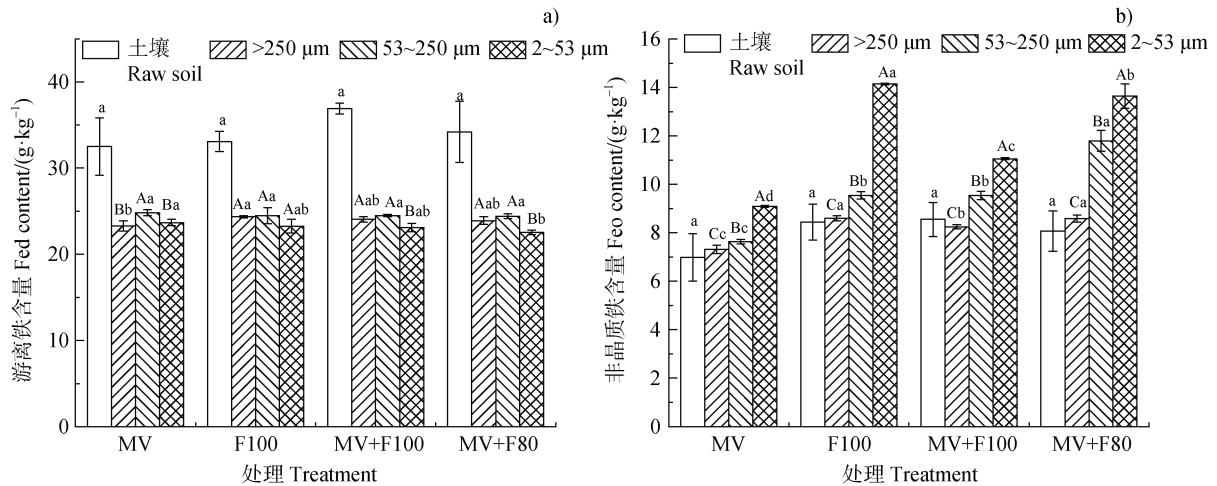 a)
土壤 >250 μm 53~250 μm 2~53 μm
Raw soil
游离铁含量 Fed content/(g·kg⁻¹)
40
30
20
10
0
a
Bb Aa Ba
a
Aa Aa Aab
a
Aab Aa Bab
a
Aab Aa Bb
MV F100 MV+F100 MV+F80
处理 Treatment
b)
土壤 >250 μm 53~250 μm 2~53 μm
Raw soil
非晶质铁含量 Feo content/(g·kg⁻¹)
16
14
12
10
8
6
4
2
0
a Cc Bc Ad
a Ca Bb Aa
a Cb Bb Ac
a Ca Ba Ab
MV F100 MV+F100 MV+F80
处理 Treatment